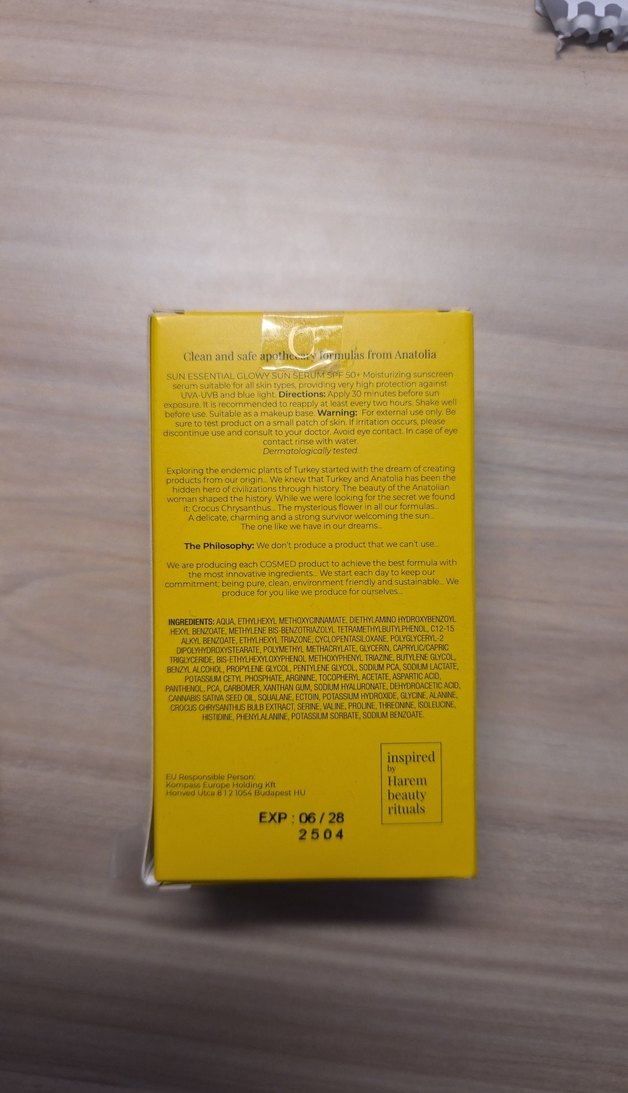 Clean and safe apothecary formulas from Anatolia
SUN ESSENTIAL GLOWY SUN SERUM SPF 50+ Moisturizing sunscreen
serum suitable for all skin types, providing very high protection against
UVA-UVB and blue light. Directions: Apply 30 minutes before sun
exposure. It is recommended to reapply at least every two hours. Shake well
before use. Suitable as a makeup base. Warning: For external use only. Be
sure to test product on a small patch of skin. If irritation occurs, please
discontinue use and consult to your doctor. Avoid eye contact. In case of eye
contact rinse with water.
Dermatologically tested.
Exploring the endemic plants of Turkey started with the dream of creating
products from our origin... We knew that Turkey and Anatolia has been the
hidden hero of civilizations through history. The beauty of the Anatolian
woman shaped the history. While we were looking for the secret we found
it; Crocus Chrysanthus... The mysterious flower in all our formulas...
A delicate, charming and a strong survivor welcoming the sun...
The one like we have in our dreams...
The Philosophy: We don't produce a product that we can't use...
We are producing each COSMED product to achieve the best formula with
the most innovative ingredients... We start each day to keep our
commitment; being pure, clean, environment friendly and sustainable... We
produce for you like we produce for ourselves...
INGREDIENTS: AQUA, ETHYLHEXYL METHOXYCINNAMATE, DIETHYLAMINO HYDROXYBENZOYL
HEXYL BENZOATE, METHYLENE BIS-BENZOTRIAZOLYL TETRAMETHYLBUTYLPHENOL, C12-15
ALKYL BENZOATE, ETHYLHEXYL TRIAZONE, CYCLOPENTASILOXANE, POLYGLYCERYL-2
DIPOLYHYDROXYSTEARATE, POLYMETHYL METHACRYLATE, GLYCERIN, CAPRYLIC/CAPRIC
TRIGLYCERIDE, BIS-ETHYLHEXYLOXYPHENOL METHOXYPHENYL TRIAZINE, BUTYLENE GLYCOL,
BENZYL ALCOHOL, PROPYLENE GLYCOL, PENTYLENE GLYCOL, SODIUM PCA, SODIUM LACTATE,
POTASSIUM CETYL PHOSPHATE, ARGININE, TOCOPHERYL ACETATE, ASPARTIC ACID,
PANTHENOL, PCA, CARBOMER, XANTHAN GUM, SODIUM HYALURONATE, DEHYDROACETIC ACID,
CANNABIS SATIVA SEED OIL, SQUALANE, ECTOIN, POTASSIUM HYDROXIDE, GLYCINE, ALANINE,
CROCUS CHRYSANTHUS BULB EXTRACT, SERINE, VALINE, PROLINE, THREONINE, ISOLEUCINE,
HISTIDINE, PHENYLALANINE, POTASSIUM SORBATE, SODIUM BENZOATE.
EU Responsible Person:
Kompass Europe Holding Kft
Honved Utca 8 1 2 1054 Budapest HU
EXP : 06 / 28
2504
inspired
by
Harem
beauty
rituals